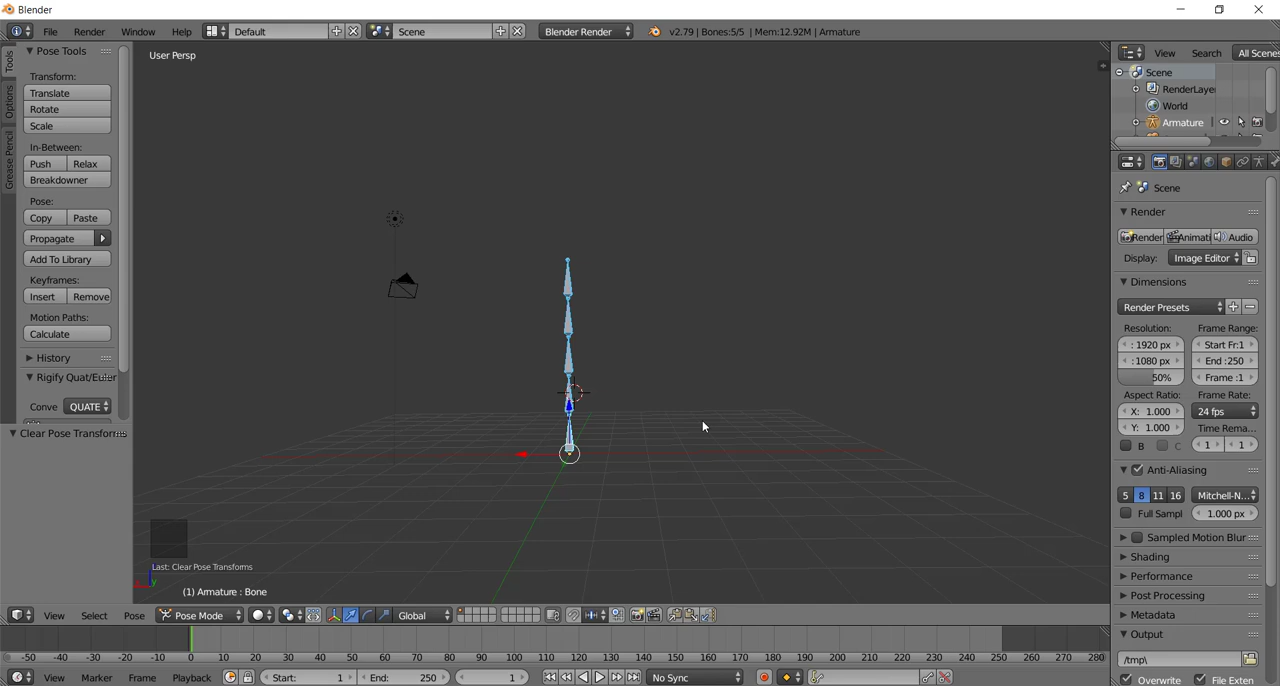 Blender
File Render Window Help Default Scene Blender Render v2.79 | Bones:5/5 | Mem:12.92M | Armature
Tools
Options
Grease Pencil
Pose Tools
Transform:
Translate
Rotate
Scale
In-Between:
Push Relax
Breakdowner
Pose:
Copy Paste
Propagate
Add To Library
Keyframes:
Insert Remove
Motion Paths:
Calculate
History
Rigify Quat/Euler
Conve QUATE
Clear Pose Transforms
User Persp
Last: Clear Pose Transforms
(1) Armature : Bone
View Select Pose Pose Mode Global
-50 -40 -30 -20 -10 0 10 20 30 40 50 60 70 80 90 100 110 120 130 140 150 160 170 180 190 200 210 220 230 240 250 260 270 280
View Marker Frame Playback Start: 1 End: 250 1 No Sync
View Search All Scenes
Scene
RenderLaye
World
Armature
Scene
Render
Render Animati Audio
Display: Image Editor
Dimensions
Render Presets
Resolution: Frame Range:
: 1920 px Start Fr:1
:1080 px End :250
50% Frame :1
Aspect Ratio: Frame Rate:
X: 1.000 24 fps
Y: 1.000 Time Rema...
B C 1 1
Anti-Aliasing
5 8 11 16 Mitchell-N...
Full Sampl 1.000 px
Sampled Motion Blur
Shading
Performance
Post Processing
Metadata
Output
/tmp\
Overwrite File Exten